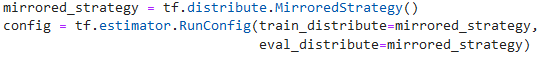 mirrored_strategy = tf.distribute.MirroredStrategy()
config = tf.estimator.RunConfig(train_distribute=mirrored_strategy,
                                eval_distribute=mirrored_strategy)